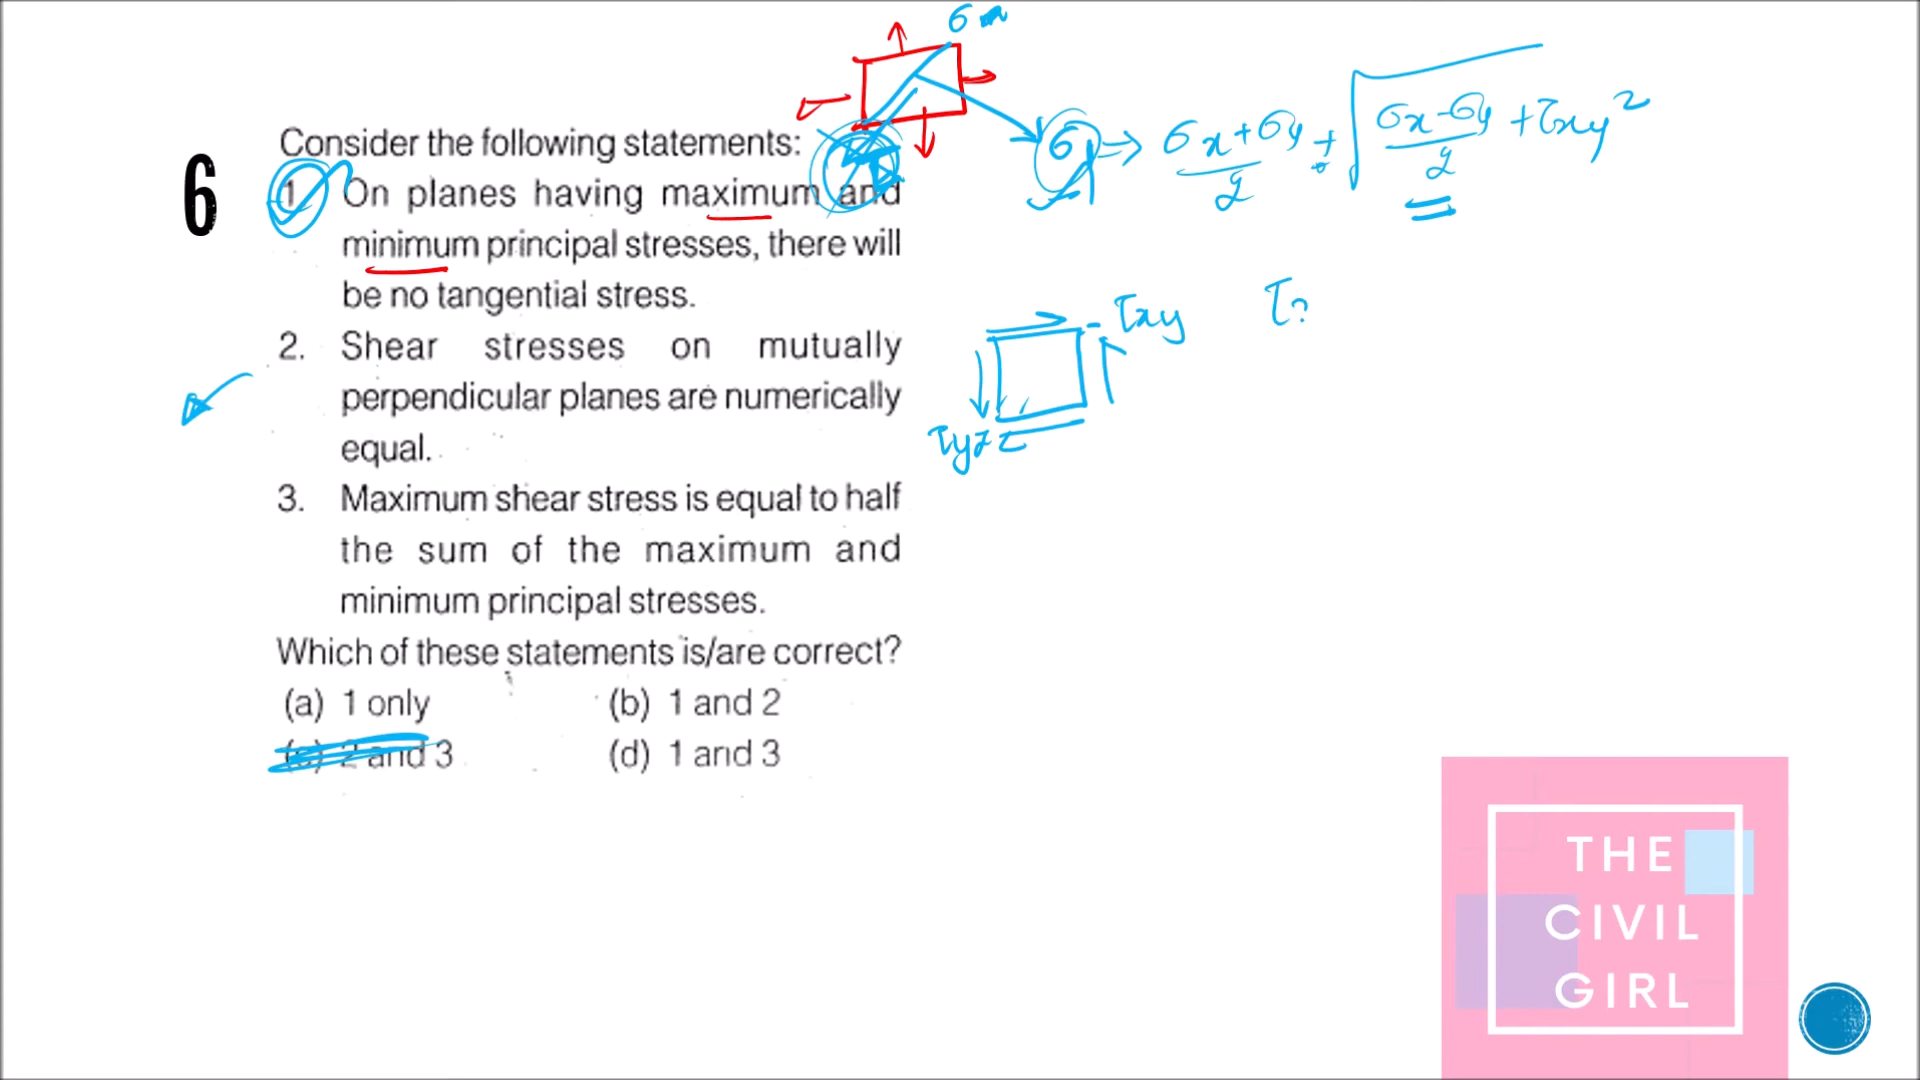 6
Consider the following statements:
1. On planes having maximum and
minimum principal stresses, there will
be no tangential stress.
2. Shear stresses on mutually
perpendicular planes are numerically
equal.
3. Maximum shear stress is equal to half
the sum of the maximum and
minimum principal stresses.
Which of these statements is/are correct?
(a) 1 only (b) 1 and 2
(c) 2 and 3 (d) 1 and 3
σx+σy/2 ± √σx-σy/2 + τxy²
τxy
THE
CIVIL
GIRL